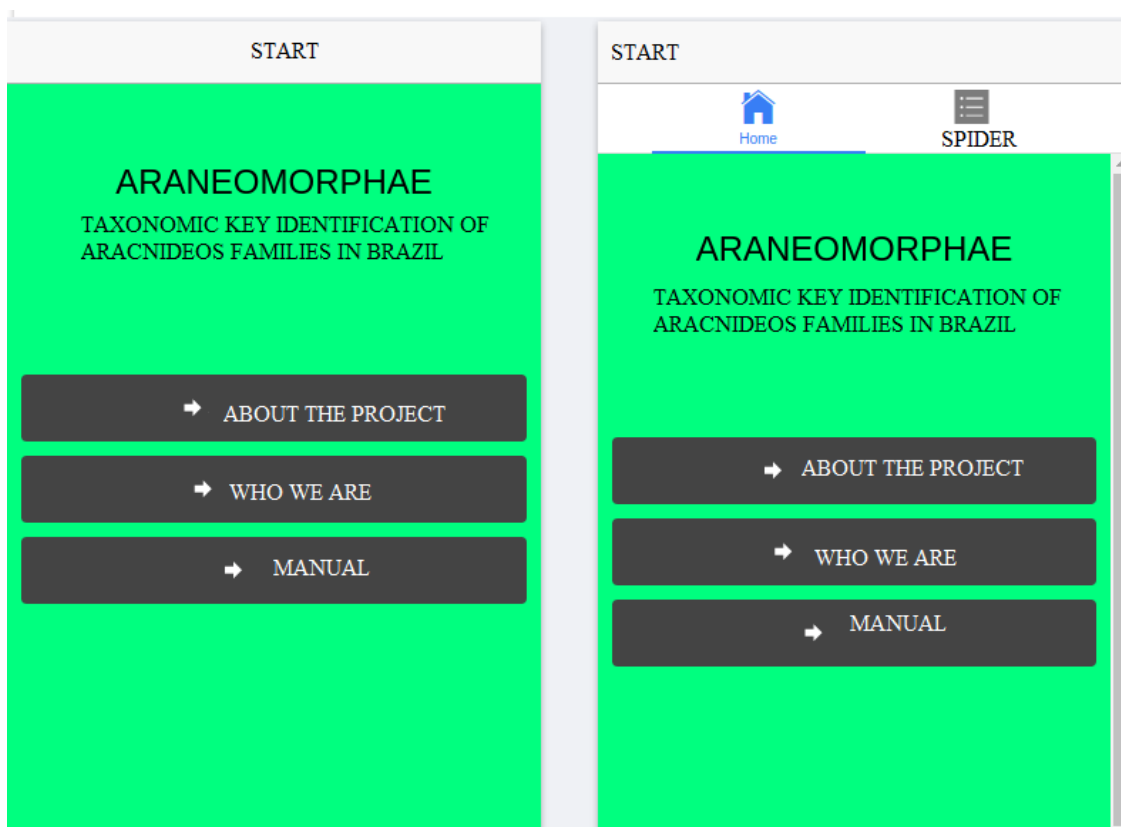 START
ARANEOMORPHAE
TAXONOMIC KEY IDENTIFICATION OF
ARACNIDEOS FAMILIES IN BRAZIL
ABOUT THE PROJECT
WHO WE ARE
MANUAL
START
Home
SPIDER
ARANEOMORPHAE
TAXONOMIC KEY IDENTIFICATION OF
ARACNIDEOS FAMILIES IN BRAZIL
ABOUT THE PROJECT
WHO WE ARE
MANUAL